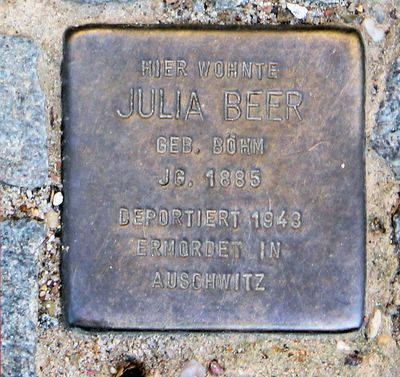 HIER WOHNTE
JULIA BEER
GEB. BÖHM
JG. 1885
DEPORTIERT 1943
ERMORDET IN
AUSCHWITZ